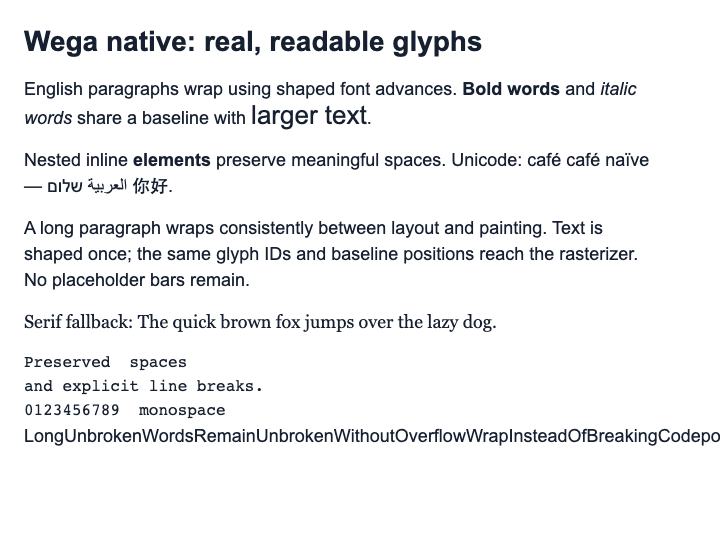 Wega native: real, readable glyphs
English paragraphs wrap using shaped font advances. Bold words and italic
words share a baseline with larger text.
Nested inline elements preserve meaningful spaces. Unicode: café café naïve
— שלום العربية 你好.
A long paragraph wraps consistently between layout and painting. Text is
shaped once; the same glyph IDs and baseline positions reach the rasterizer.
No placeholder bars remain.
Serif fallback: The quick brown fox jumps over the lazy dog.
Preserved  spaces
and explicit line breaks.
0123456789  monospace
LongUnbrokenWordsRemainUnbrokenWithoutOverflowWrapInsteadOfBreakingCodepo